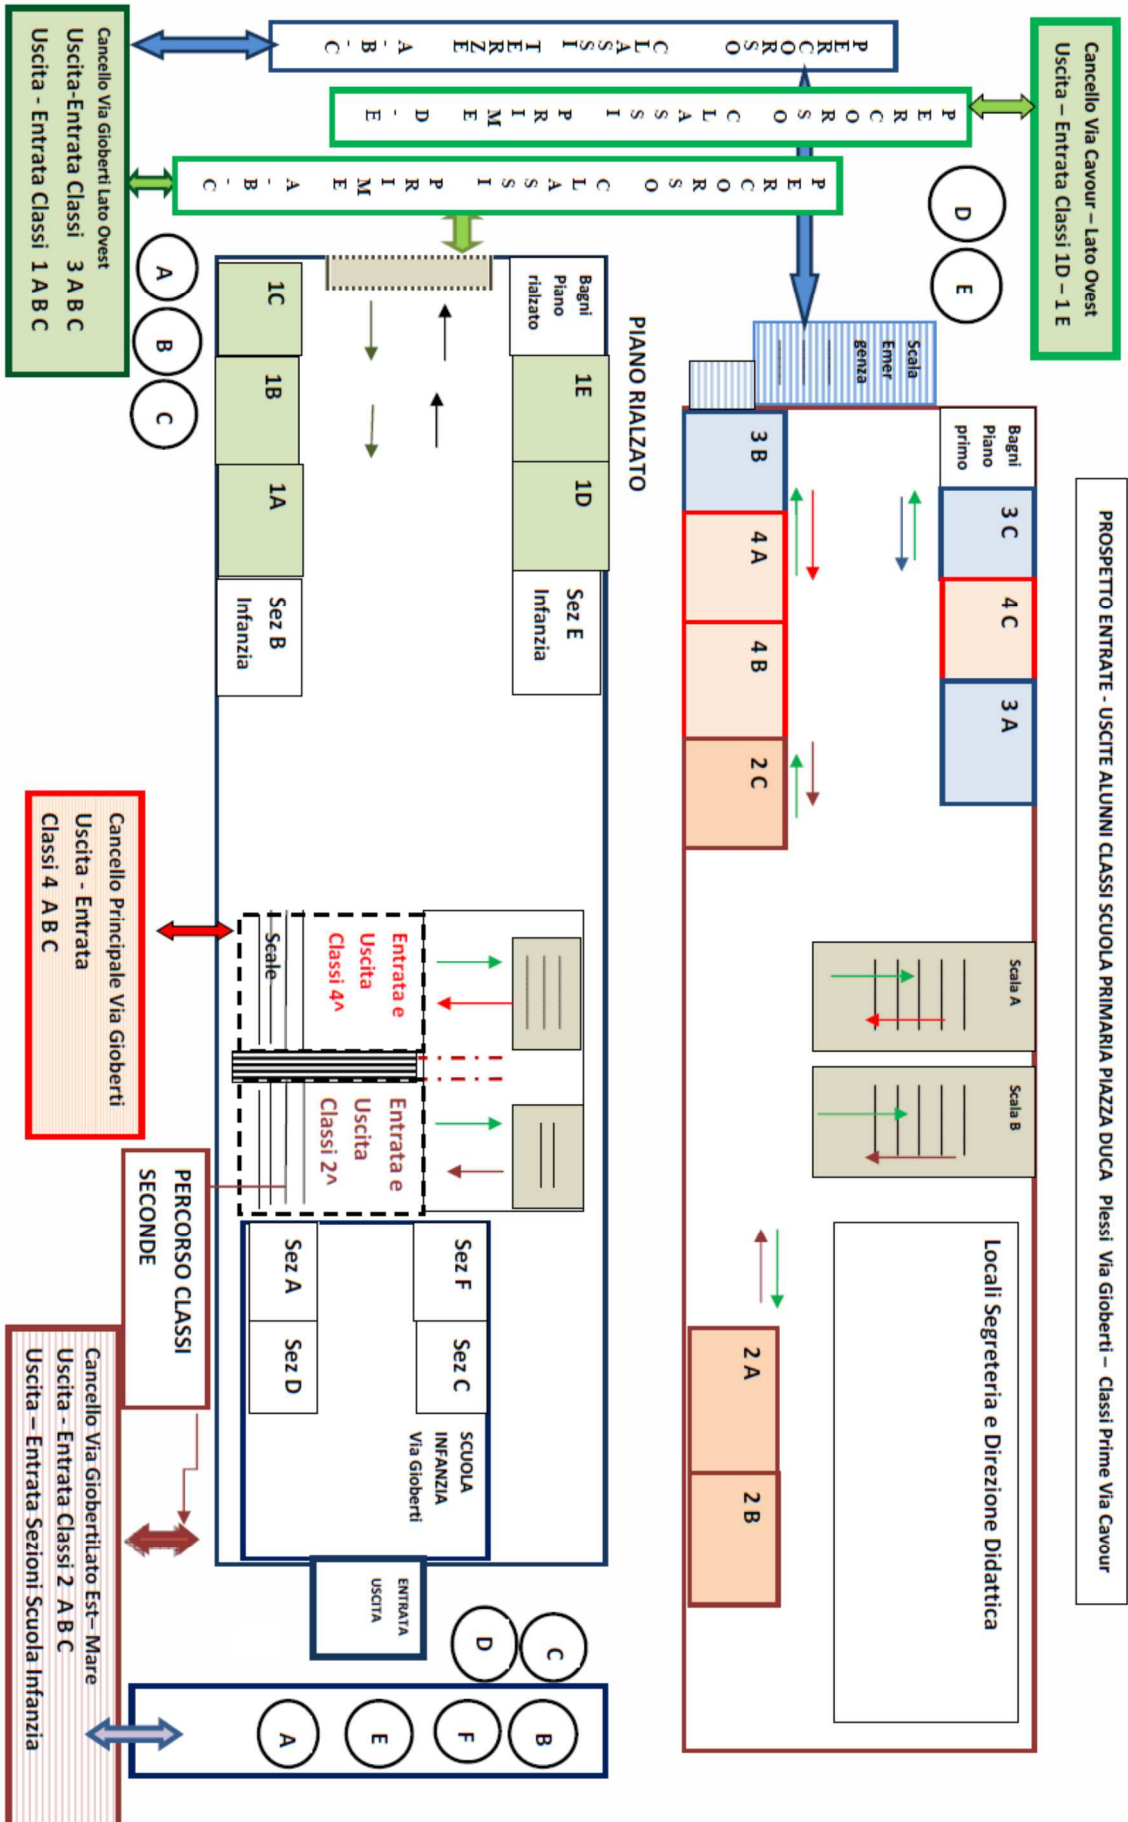 PROSPETTO ENTRATE - USCITE ALUNNI CLASSI SCUOLA PRIMARIA PIAZZA DUCA Plessi Via Gioberti – Classi Prime Via Cavour
Cancello Via Cavour – Lato Ovest
Uscita – Entrata Classi 1D – 1 E
D
E
Bagni
Piano
primo
3 C
4 C
3 A
Scala A
Scala B
Locali Segreteria e Direzione Didattica
Scala
Emer
genza
3 B
4 A
4 B
2 C
2 A
2 B
PERCORSO CLASSI TERZE A-B-C
PERCORSO CLASSI PRIME D-E
PERCORSO CLASSI PRIME A-B-C
PIANO RIALZATO
Bagni
Piano
rialzato
1E
1D
Sez E
Infanzia
1C
1B
1A
Sez B
Infanzia
Entrata e
Uscita
Classi 4^
Scale
Entrata e
Uscita
Classi 2^
Sez F
Sez C
Sez A
Sez D
SCUOLA
INFANZIA
Via Gioberti
ENTRATA
USCITA
C
D
B
F
E
A
A
B
C
Cancello Via Gioberti Lato Ovest
Uscita-Entrata Classi 3 A B C
Uscita - Entrata Classi 1 A B C
Cancello Principale Via Gioberti
Uscita - Entrata
Classi 4 A B C
PERCORSO CLASSI
SECONDE
Cancello Via GiobertiLato Est– Mare
Uscita - Entrata Classi 2 A B C
Uscita – Entrata Sezioni Scuola Infanzia